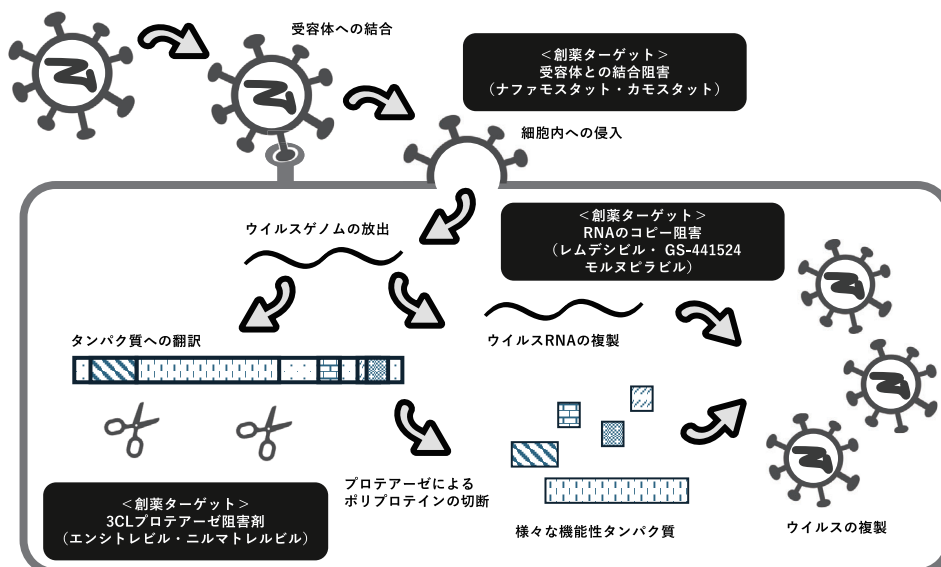 受容体への結合
<創薬ターゲット>
受容体との結合阻害
(ナファモスタット・カモスタット)
細胞内への侵入
ウイルスゲノムの放出
<創薬ターゲット>
RNAのコピー阻害
(レムデシビル・ GS-441524
モルヌピラビル)
タンパク質への翻訳
ウイルスRNAの複製
プロテアーゼによる
ポリプロテインの切断
<創薬ターゲット>
3CLプロテアーゼ阻害剤
(エンシトレビル・ニルマトレルビル)
様々な機能性タンパク質
ウイルスの複製